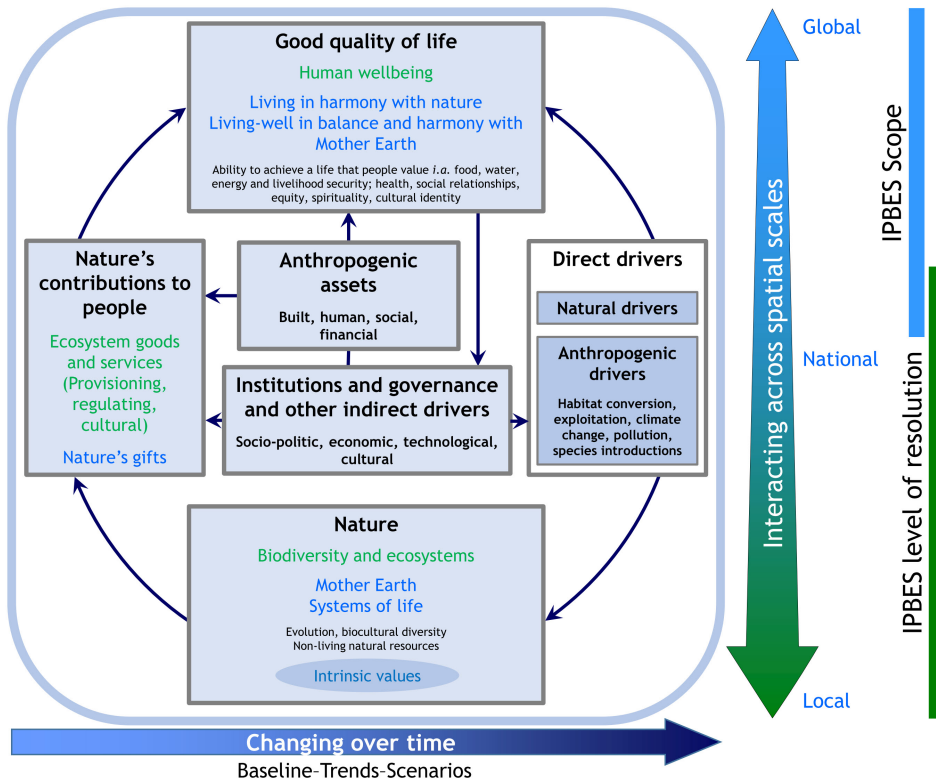 Good quality of life
Human wellbeing
Living in harmony with nature
Living-well in balance and harmony with
Mother Earth
Ability to achieve a life that people value i.a. food, water,
energy and livelihood security; health, social relationships,
equity, spirituality, cultural identity
Nature's
contributions to
people
Ecosystem goods
and services
(Provisioning,
regulating,
cultural)
Nature's gifts
Anthropogenic
assets
Built, human, social,
financial
Institutions and governance
and other indirect drivers
Socio-politic, economic, technological,
cultural
Direct drivers
Natural drivers
Anthropogenic
drivers
Habitat conversion,
exploitation, climate
change, pollution,
species introductions
Nature
Biodiversity and ecosystems
Mother Earth
Systems of life
Evolution, biocultural diversity
Non-living natural resources
Intrinsic values
Changing over time
Baseline-Trends-Scenarios
Global
National
Local
Interacting across spatial scales
IPBES Scope
IPBES level of resolution